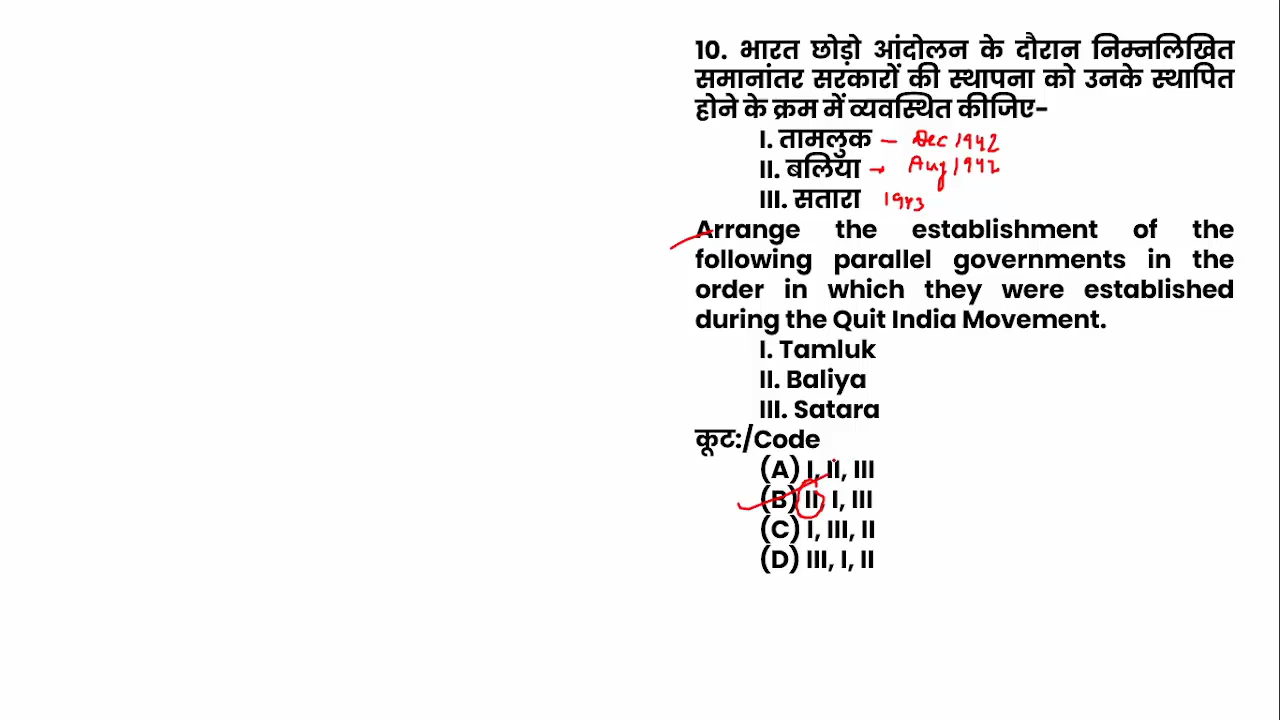 10. भारत छोड़ो आंदोलन के दौरान निम्नलिखित
समानांतर सरकारों की स्थापना को उनके स्थापित
होने के क्रम में व्यवस्थित कीजिए-
I. तामलुक – Dec 1942
II. बलिया → Aug 1942
III. सतारा 1943
Arrange the establishment of the
following parallel governments in the
order in which they were established
during the Quit India Movement.
I. Tamluk
II. Baliya
III. Satara
कूट:/Code
(A) I, II, III
(B) II, I, III
(C) I, III, II
(D) III, I, II